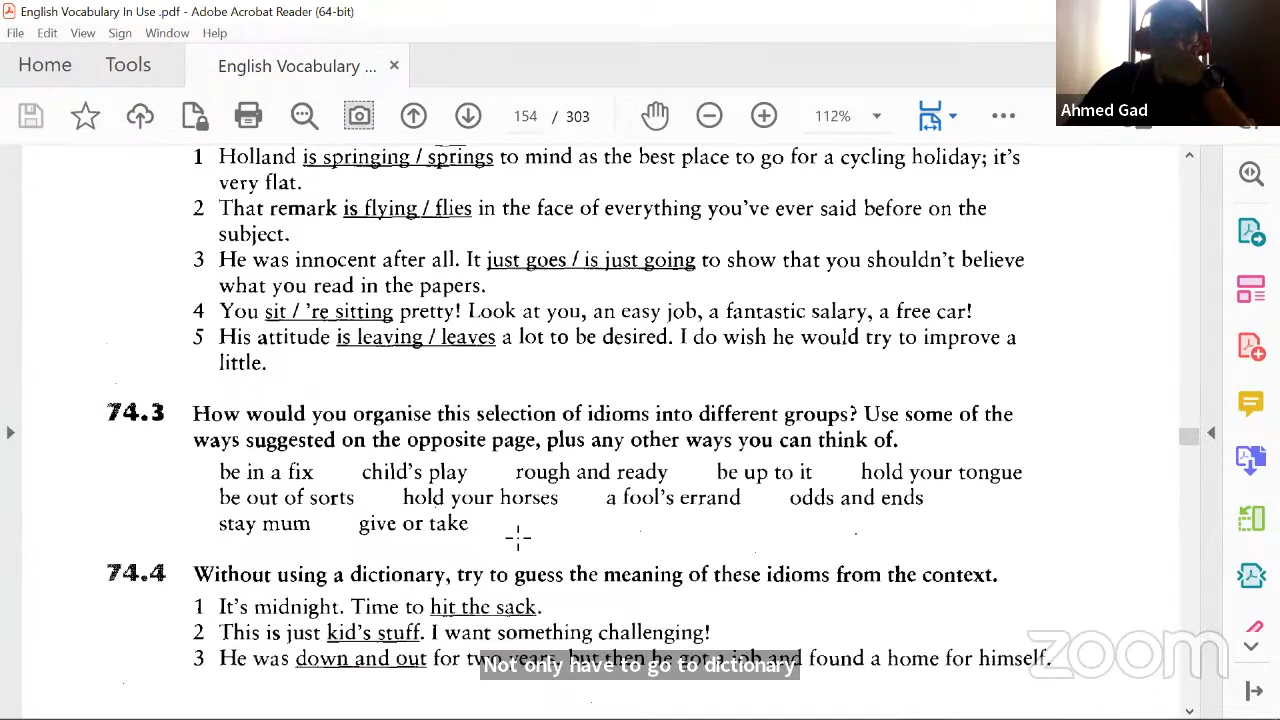 English Vocabulary In Use .pdf - Adobe Acrobat Reader (64-bit)
File Edit View Sign Window Help
Home Tools English Vocabulary ... ×
154 / 303 112%
Ahmed Gad
1 Holland is springing / springs to mind as the best place to go for a cycling holiday; it's
very flat.
2 That remark is flying / flies in the face of everything you've ever said before on the
subject.
3 He was innocent after all. It just goes / is just going to show that you shouldn't believe
what you read in the papers.
4 You sit / 're sitting pretty! Look at you, an easy job, a fantastic salary, a free car!
5 His attitude is leaving / leaves a lot to be desired. I do wish he would try to improve a
little.
74.3 How would you organise this selection of idioms into different groups? Use some of the
ways suggested on the opposite page, plus any other ways you can think of.
be in a fix child's play rough and ready be up to it hold your tongue
be out of sorts hold your horses a fool's errand odds and ends
stay mum give or take
74.4 Without using a dictionary, try to guess the meaning of these idioms from the context.
1 It's midnight. Time to hit the sack.
2 This is just kid's stuff. I want something challenging!
3 He was down and out for two years, but then he got a job and found a home for himself.
Not only have to go to dictionary
zoom